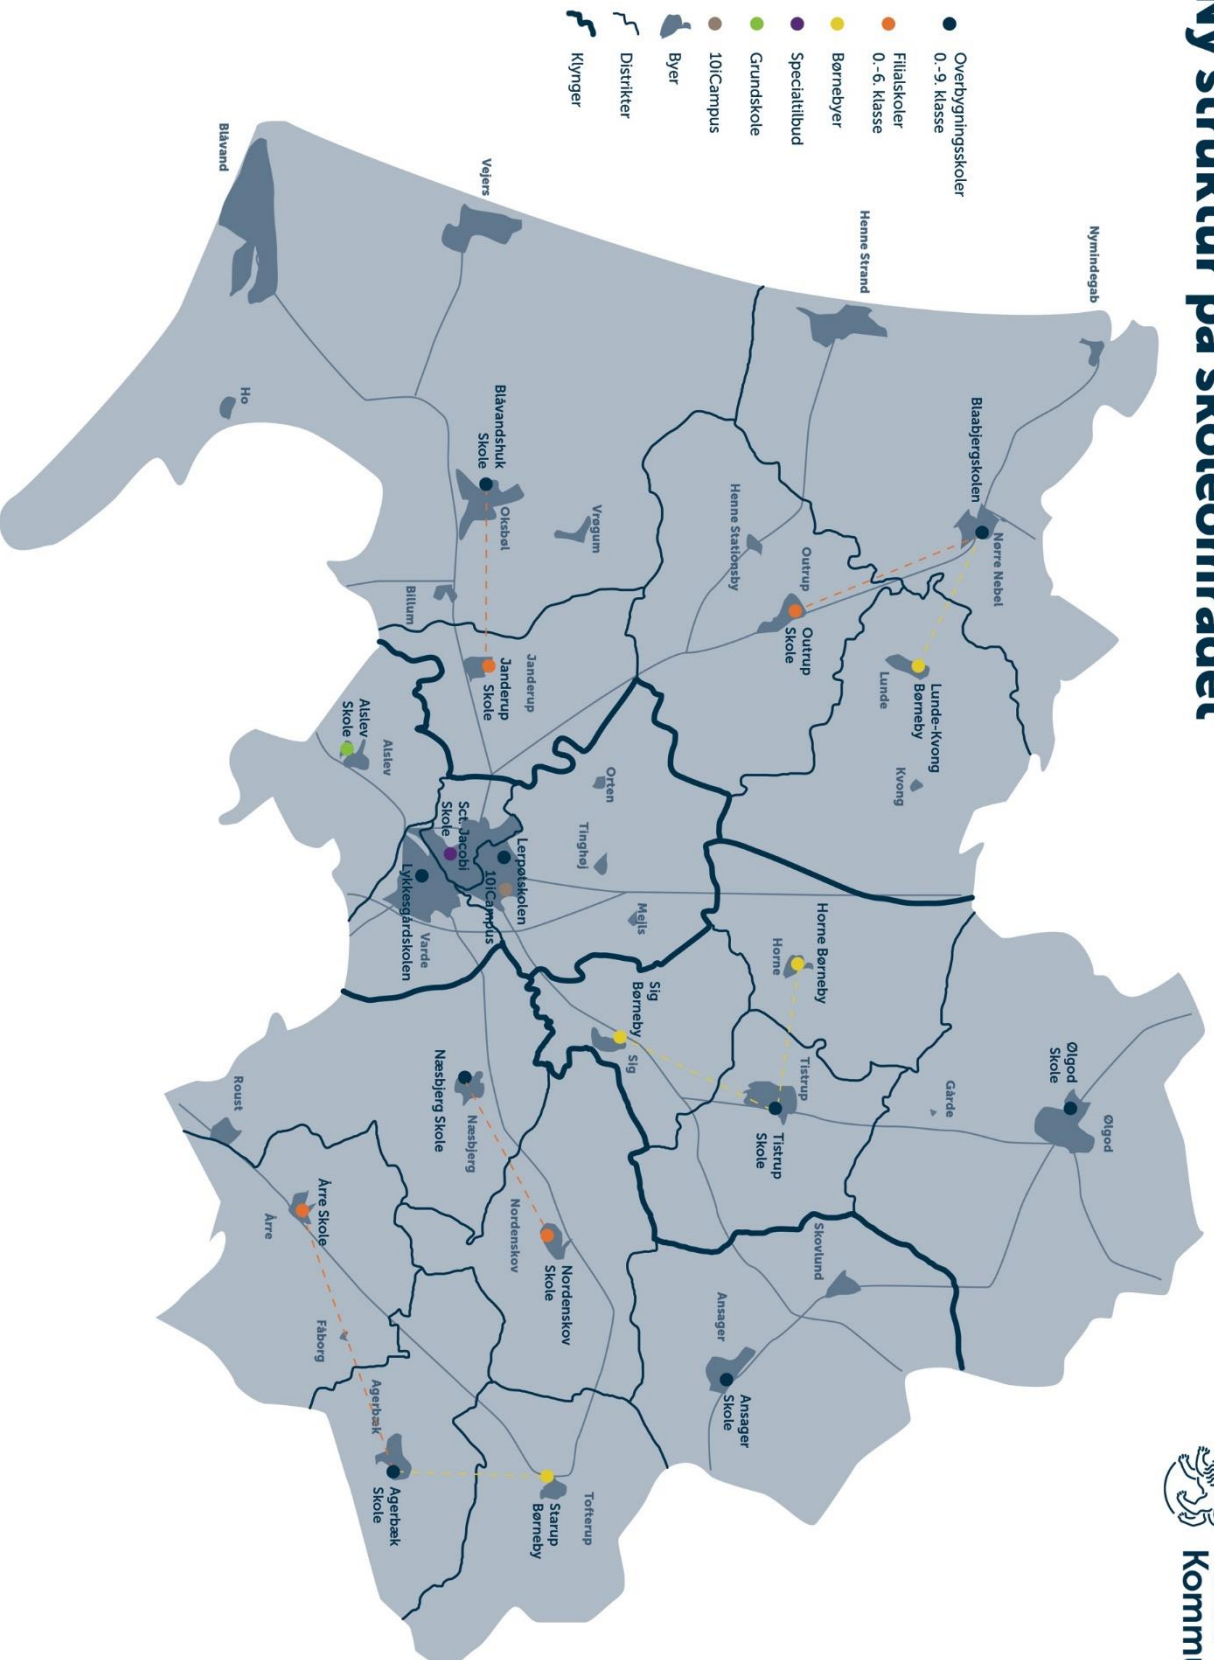 Ny struktur på skoleområdet
Overbygningsskoler
0.-9. klasse
Filialskoler
0.-6. klasse
Børnebyer
Specialtilbud
Grundskole
10iCampus
Byer
Distrikter
Klynger
Nymindegab
Blaabjergskolen
Nørre Nebel
Lunde-Kvong
Børneby
Lunde
Kvong
Henne Strand
Outrup
Outrup
Skole
Henne Stationsby
Ølgod
Skole
Ølgod
Gårde
Horne Børneby
Horne
Tistrup
Tistrup
Skole
Skovlund
Ansager
Ansager
Skole
Sig
Børneby
Sig
Orten
Tinghøj
Mejls
Vejers
Vrøgum
Blåvandshuk
Skole
Oksbøl
Janderup
Janderup
Skole
Billum
Blåvand
Ho
Alslev
Skole
Alslev
Lerpøtskolen
10iCampus
Sct. Jacobi
Skole
Lykkesgårdskolen
Varde
Næsbjerg Skole
Næsbjerg
Nordenskov
Nordenskov
Skole
Tofterup
Starup
Børneby
Roust
Årre Skole
Årre
Fåborg
Agerbæk
Agerbæk
Skole